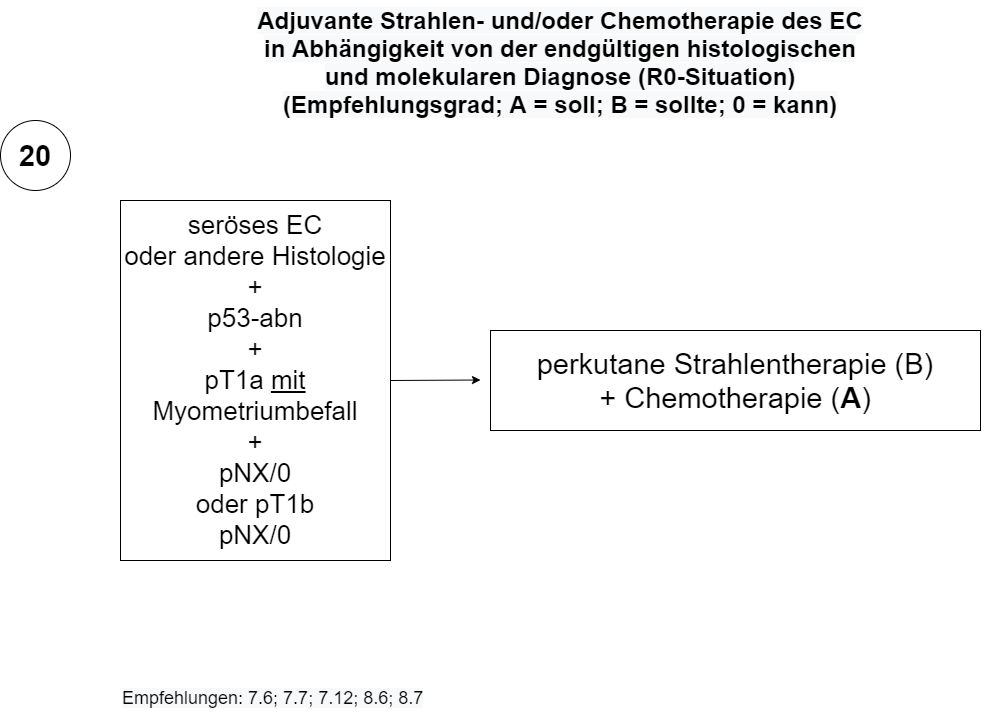 Adjuvante Strahlen- und/oder Chemotherapie des EC
in Abhängigkeit von der endgültigen histologischen
und molekularen Diagnose (R0-Situation)
(Empfehlungsgrad; A = soll; B = sollte; 0 = kann)
20
seröses EC
oder andere Histologie
+
p53-abn
+
pT1a mit
Myometriumbefall
+
pNX/0
oder pT1b
pNX/0
perkutane Strahlentherapie (B)
+ Chemotherapie (A)
Empfehlungen: 7.6; 7.7; 7.12; 8.6; 8.7